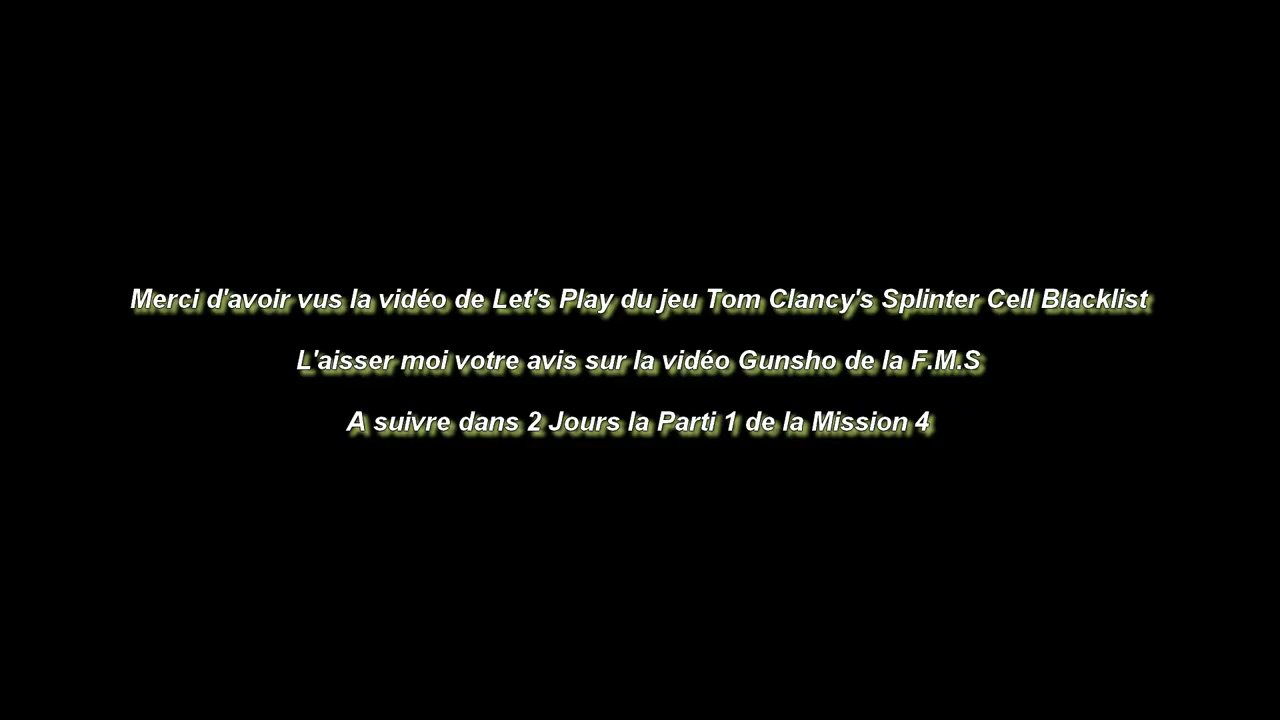 Merci d'avoir vus la vidéo de Let's Play du jeu Tom Clancy's Splinter Cell Blacklist
L'aisser moi votre avis sur la vidéo Gunsho de la F.M.S
A suivre dans 2 Jours la Parti 1 de la Mission 4